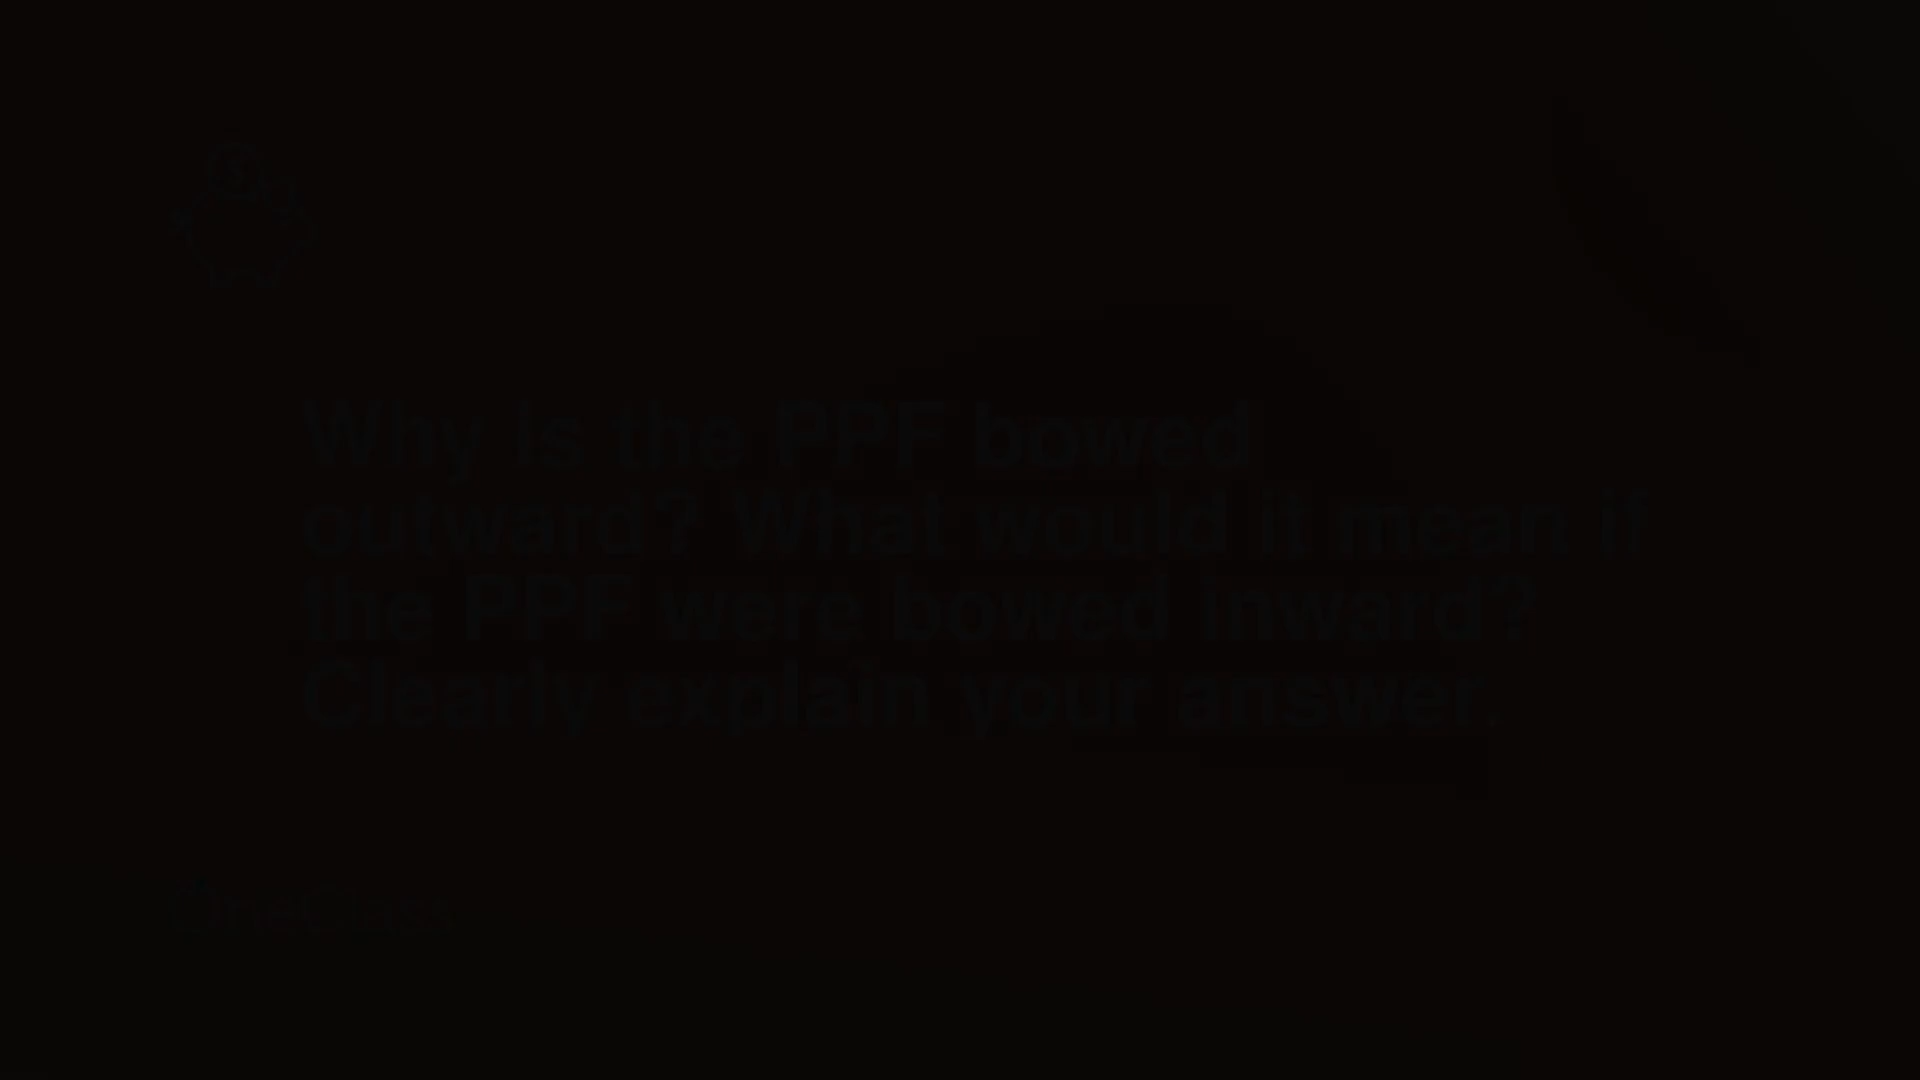 Why is the PPF bowed
outward? What would it mean if
the PPF were bowed inward?
Clearly explain your answer.
OneClass